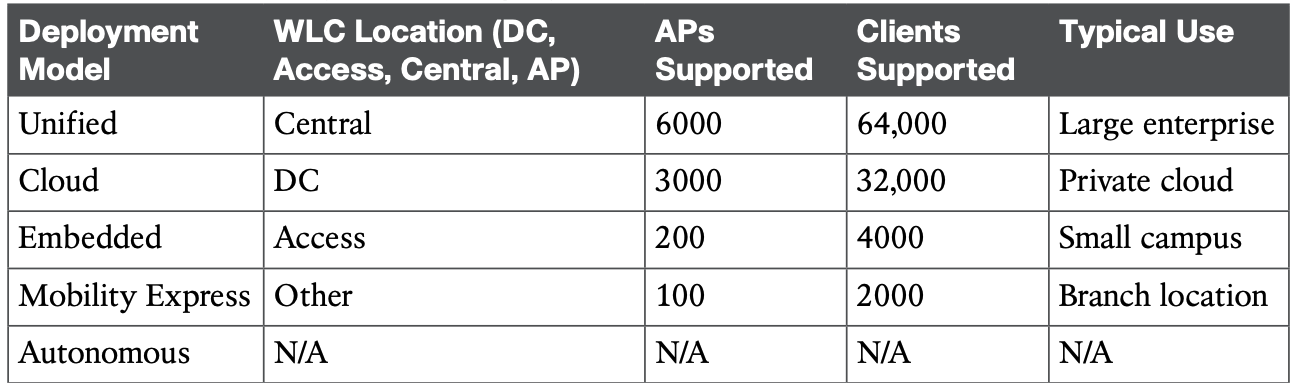 Deployment Model | WLC Location (DC, Access, Central, AP) | APs Supported | Clients Supported | Typical Use
Unified | Central | 6000 | 64,000 | Large enterprise
Cloud | DC | 3000 | 32,000 | Private cloud
Embedded | Access | 200 | 4000 | Small campus
Mobility Express | Other | 100 | 2000 | Branch location
Autonomous | N/A | N/A | N/A | N/A